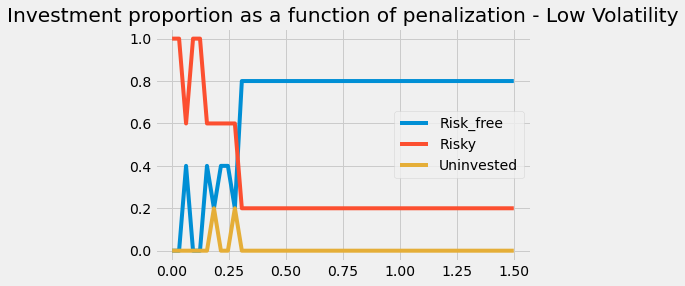 Investment proportion as a function of penalization - Low Volatility
1.0
0.8
0.6
0.4
0.2
0.0
Risk_free
Risky
Uninvested
0.00 0.25 0.50 0.75 1.00 1.25 1.50